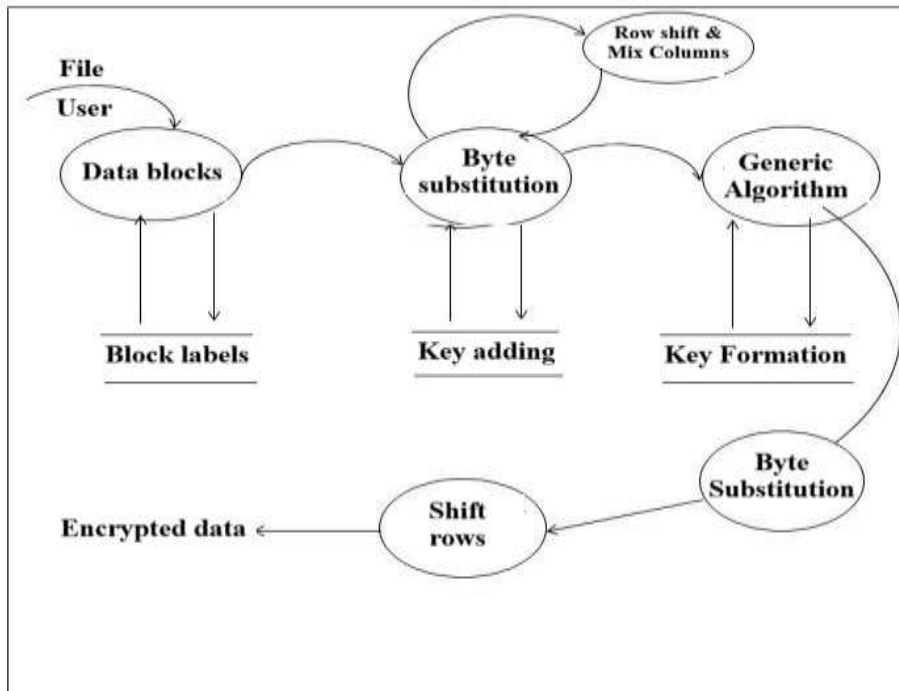 File
User
Data blocks
Row shift &
Mix Columns
Byte
substitution
Generic
Algorithm
Block labels
Key adding
Key Formation
Byte
Substitution
Shift
rows
Encrypted data